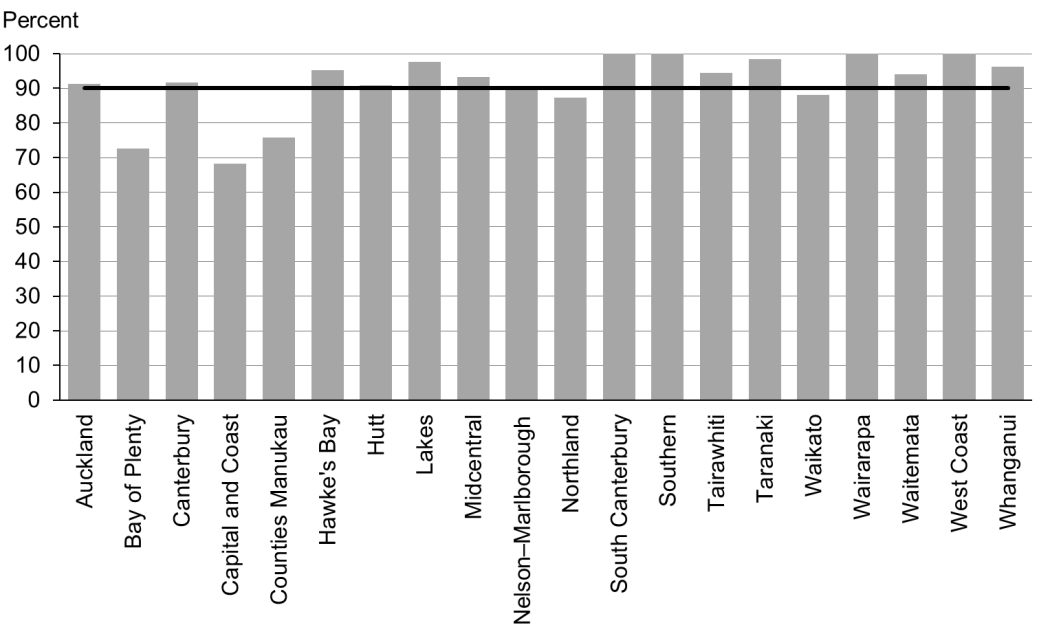 Percent
100
90
80
70
60
50
40
30
20
10
0
Auckland
Bay of Plenty
Canterbury
Capital and Coast
Counties Manukau
Hawke's Bay
Hutt
Lakes
Midcentral
Nelson–Marlborough
Northland
South Canterbury
Southern
Tairawhiti
Taranaki
Waikato
Wairarapa
Waitemata
West Coast
Whanganui